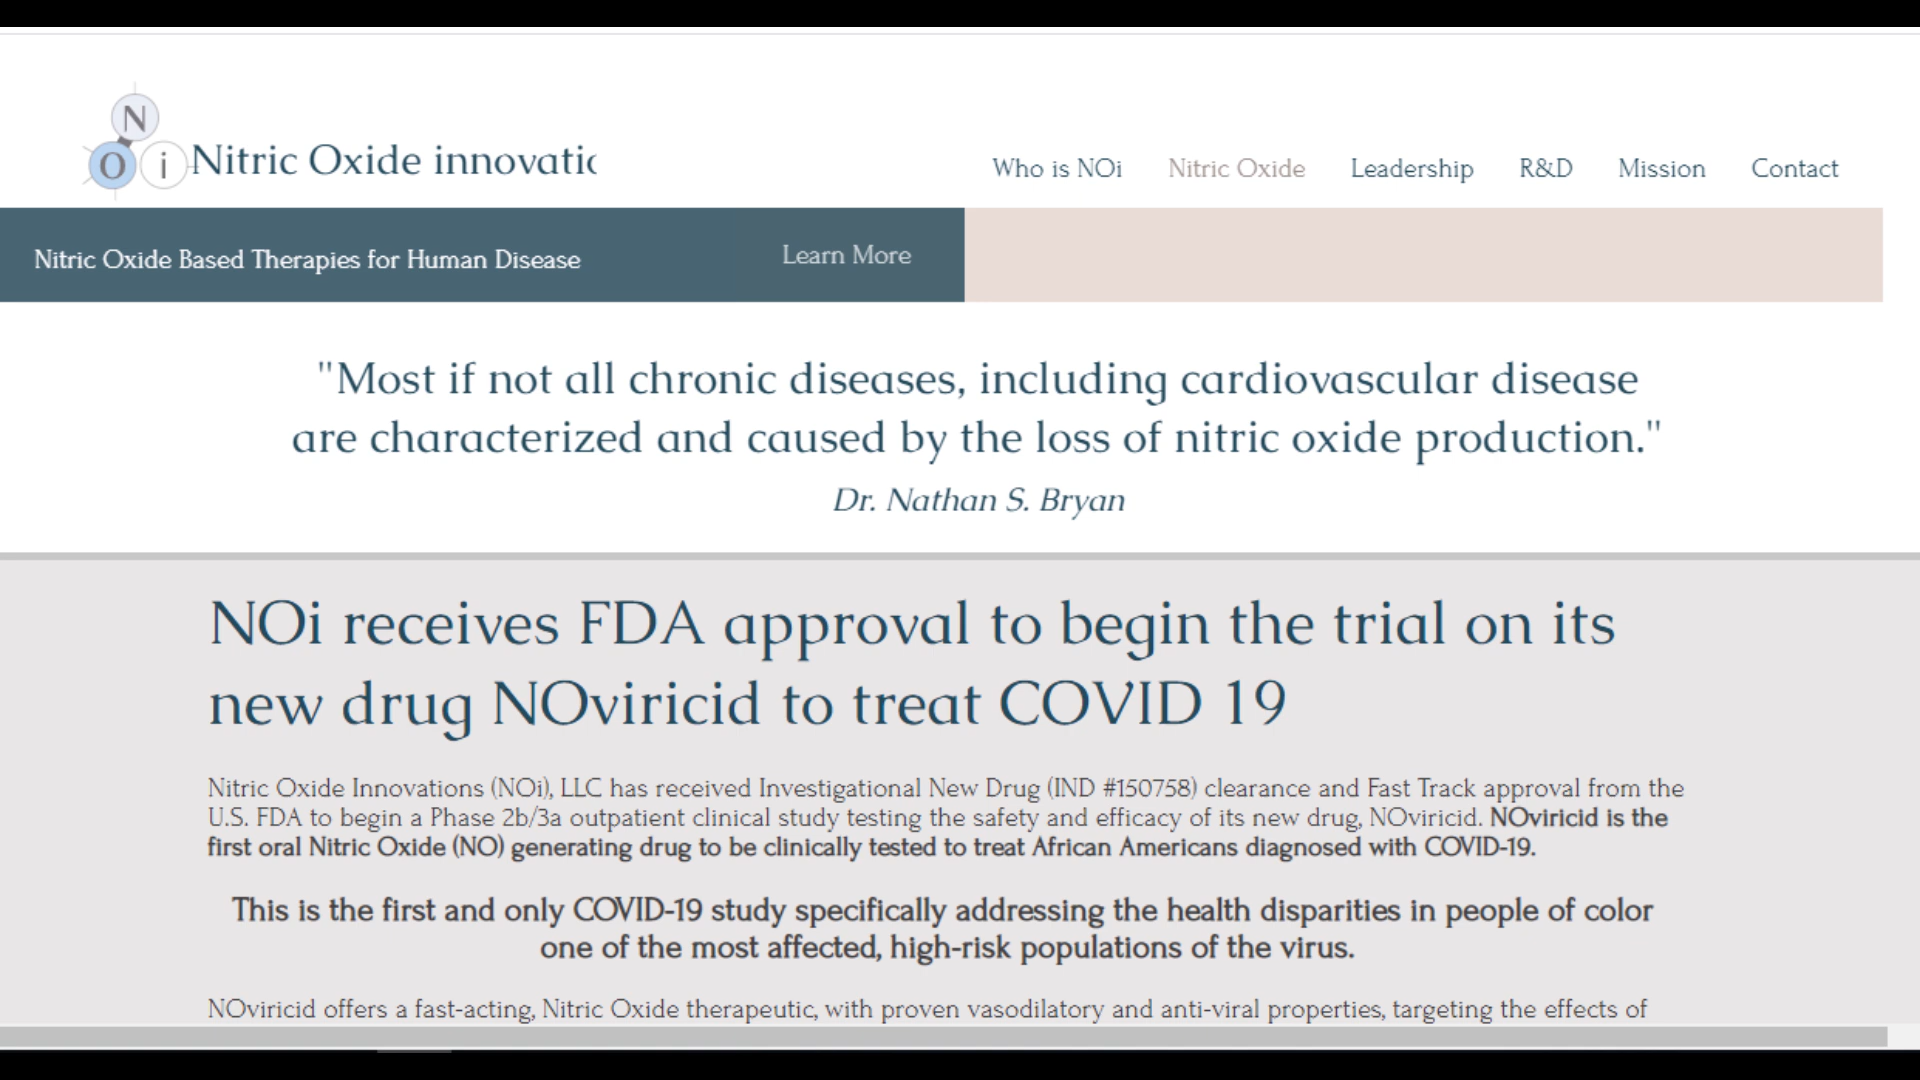 N
O i
Nitric Oxide innovatic
Who is NOi Nitric Oxide Leadership R&D Mission Contact
Nitric Oxide Based Therapies for Human Disease Learn More
"Most if not all chronic diseases, including cardiovascular disease
are characterized and caused by the loss of nitric oxide production."
Dr. Nathan S. Bryan
NOi receives FDA approval to begin the trial on its
new drug NOviricid to treat COVID 19
Nitric Oxide Innovations (NOi), LLC has received Investigational New Drug (IND #150758) clearance and Fast Track approval from the
U.S. FDA to begin a Phase 2b/3a outpatient clinical study testing the safety and efficacy of its new drug, NOviricid. NOviricid is the
first oral Nitric Oxide (NO) generating drug to be clinically tested to treat African Americans diagnosed with COVID-19.
This is the first and only COVID-19 study specifically addressing the health disparities in people of color
one of the most affected, high-risk populations of the virus.
NOviricid offers a fast-acting, Nitric Oxide therapeutic, with proven vasodilatory and anti-viral properties, targeting the effects of